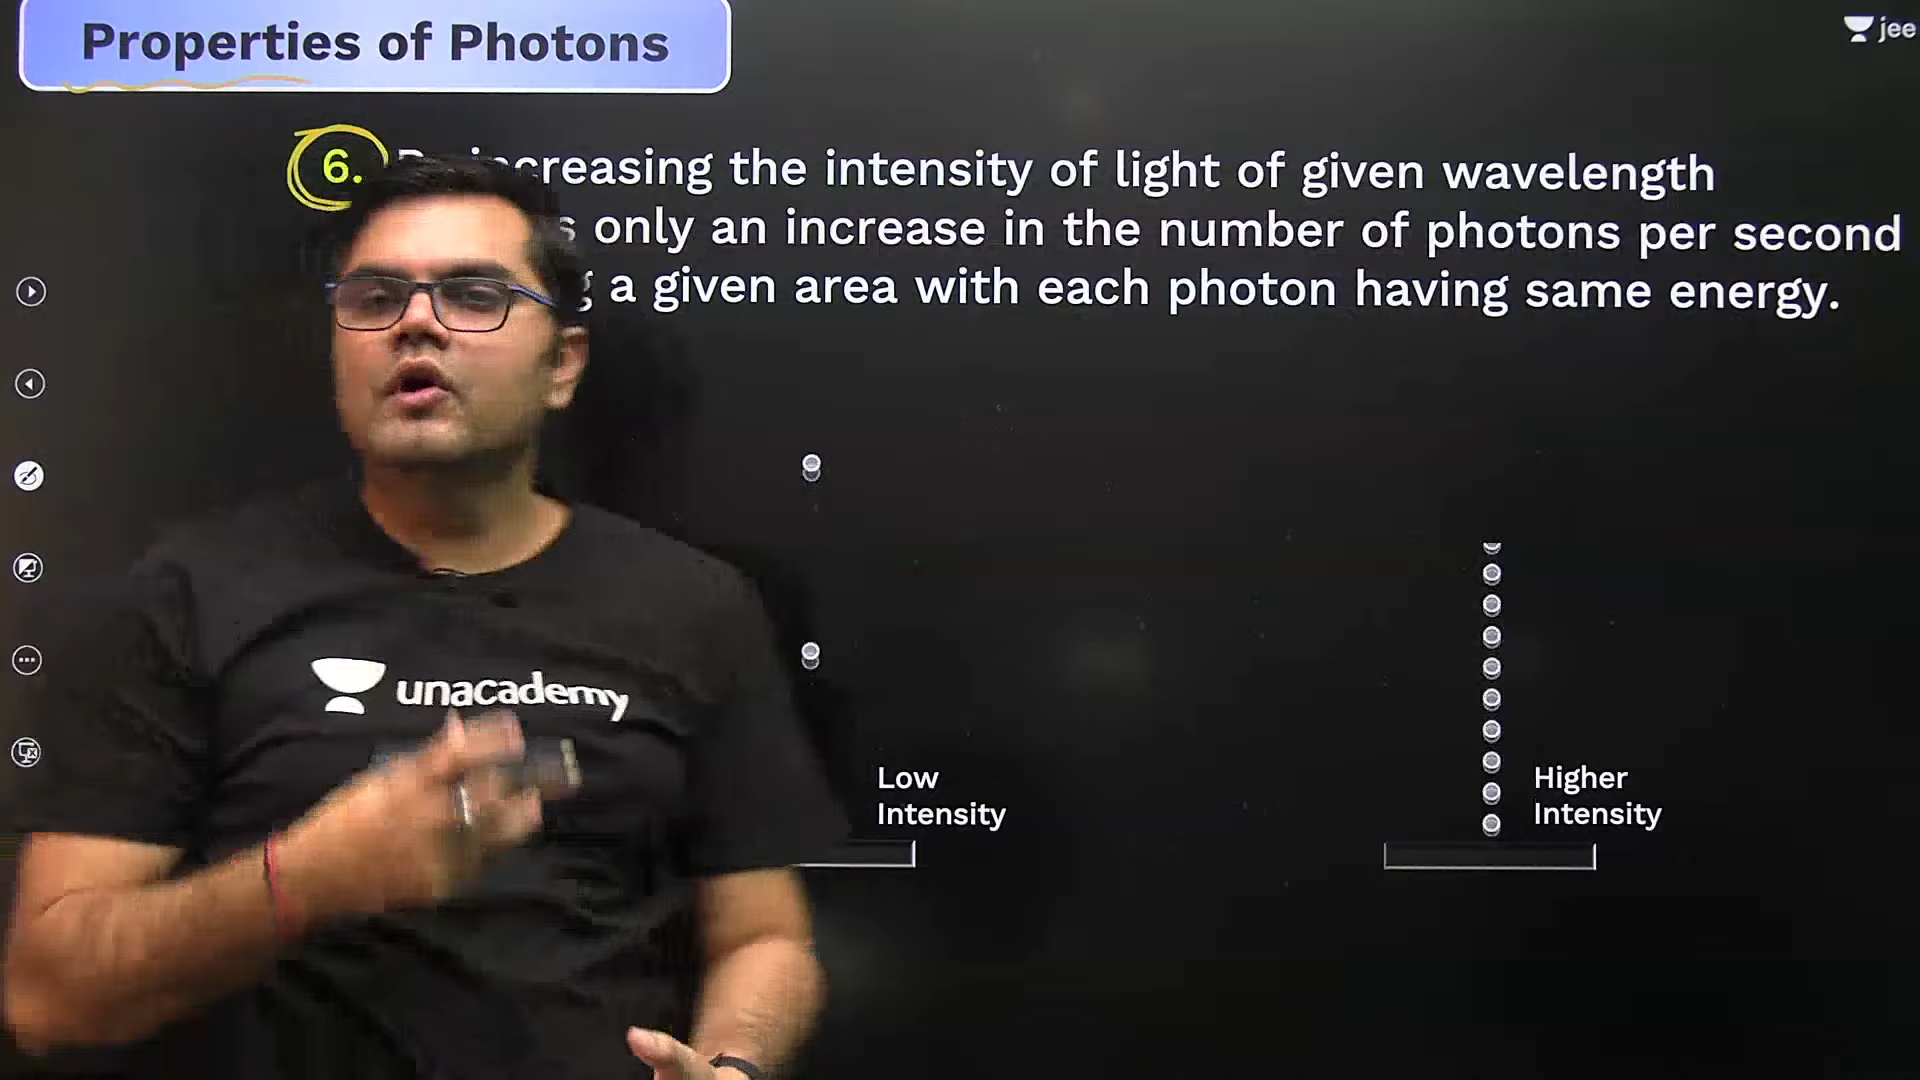 Properties of Photons
jee
6. increasing the intensity of light of given wavelength
only an increase in the number of photons per second
a given area with each photon having same energy.
unacademy
Low
Intensity
Higher
Intensity